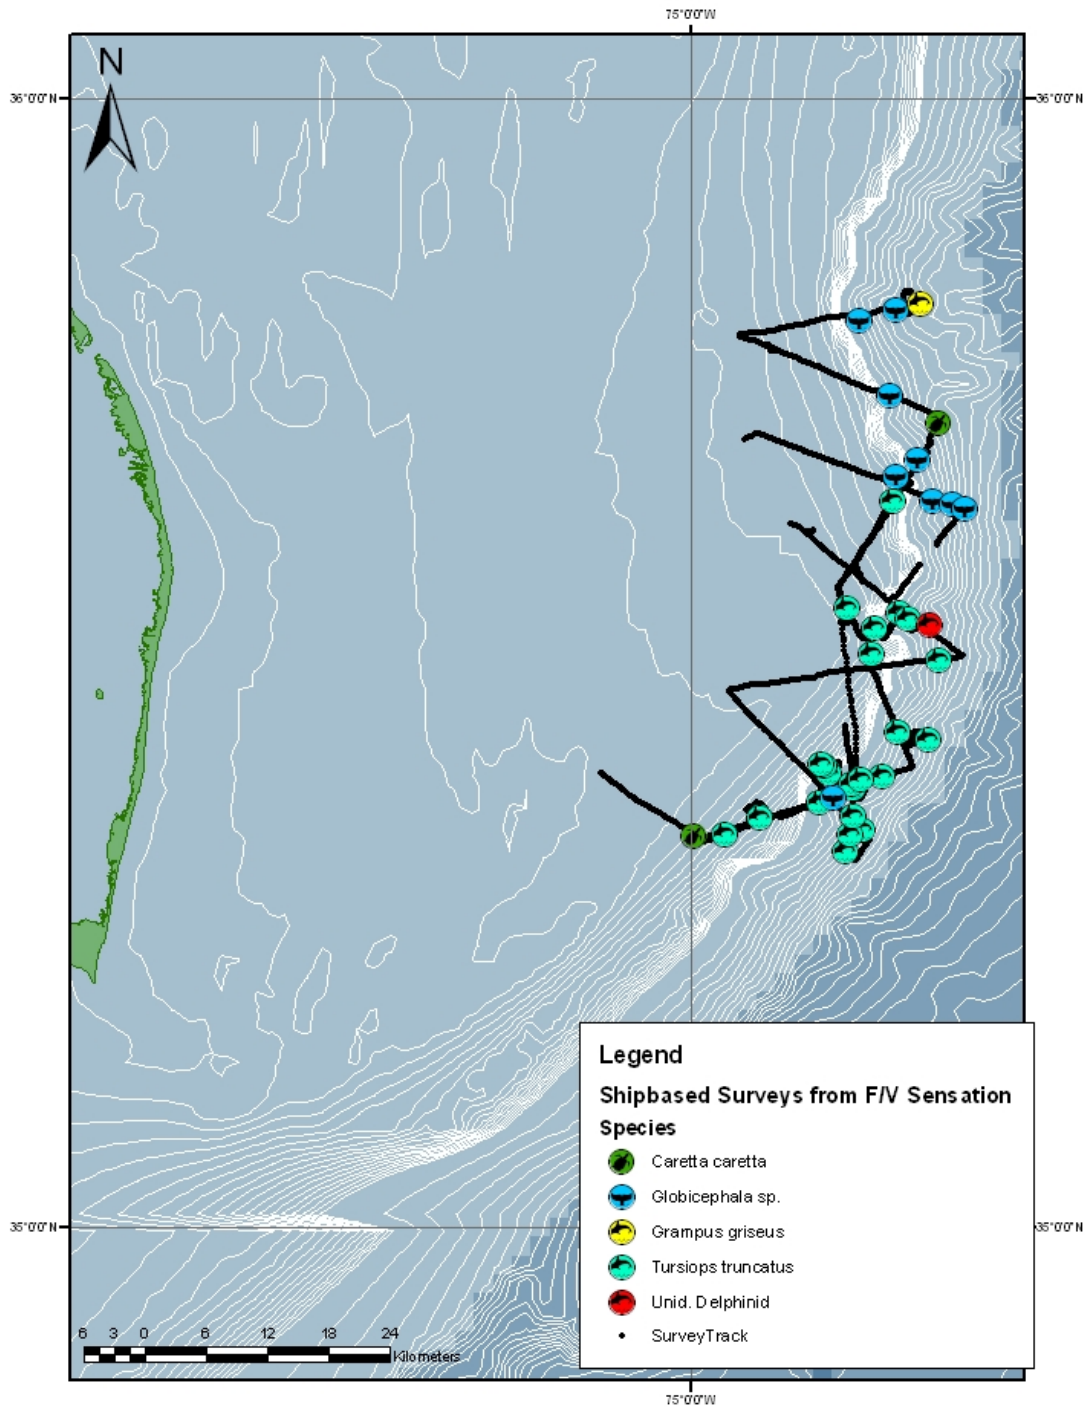 75°0'0"W
N
36°0'0"N
36°0'0"N
Legend
Shipbased Surveys from F/V Sensation
Species
Caretta caretta
Globicephala sp.
Grampus griseus
Tursiops truncatus
Unid. Delphinid
SurveyTrack
35°0'0"N
35°0'0"N
6 3 0 6 12 18 24
Kilometers
75°0'0"W